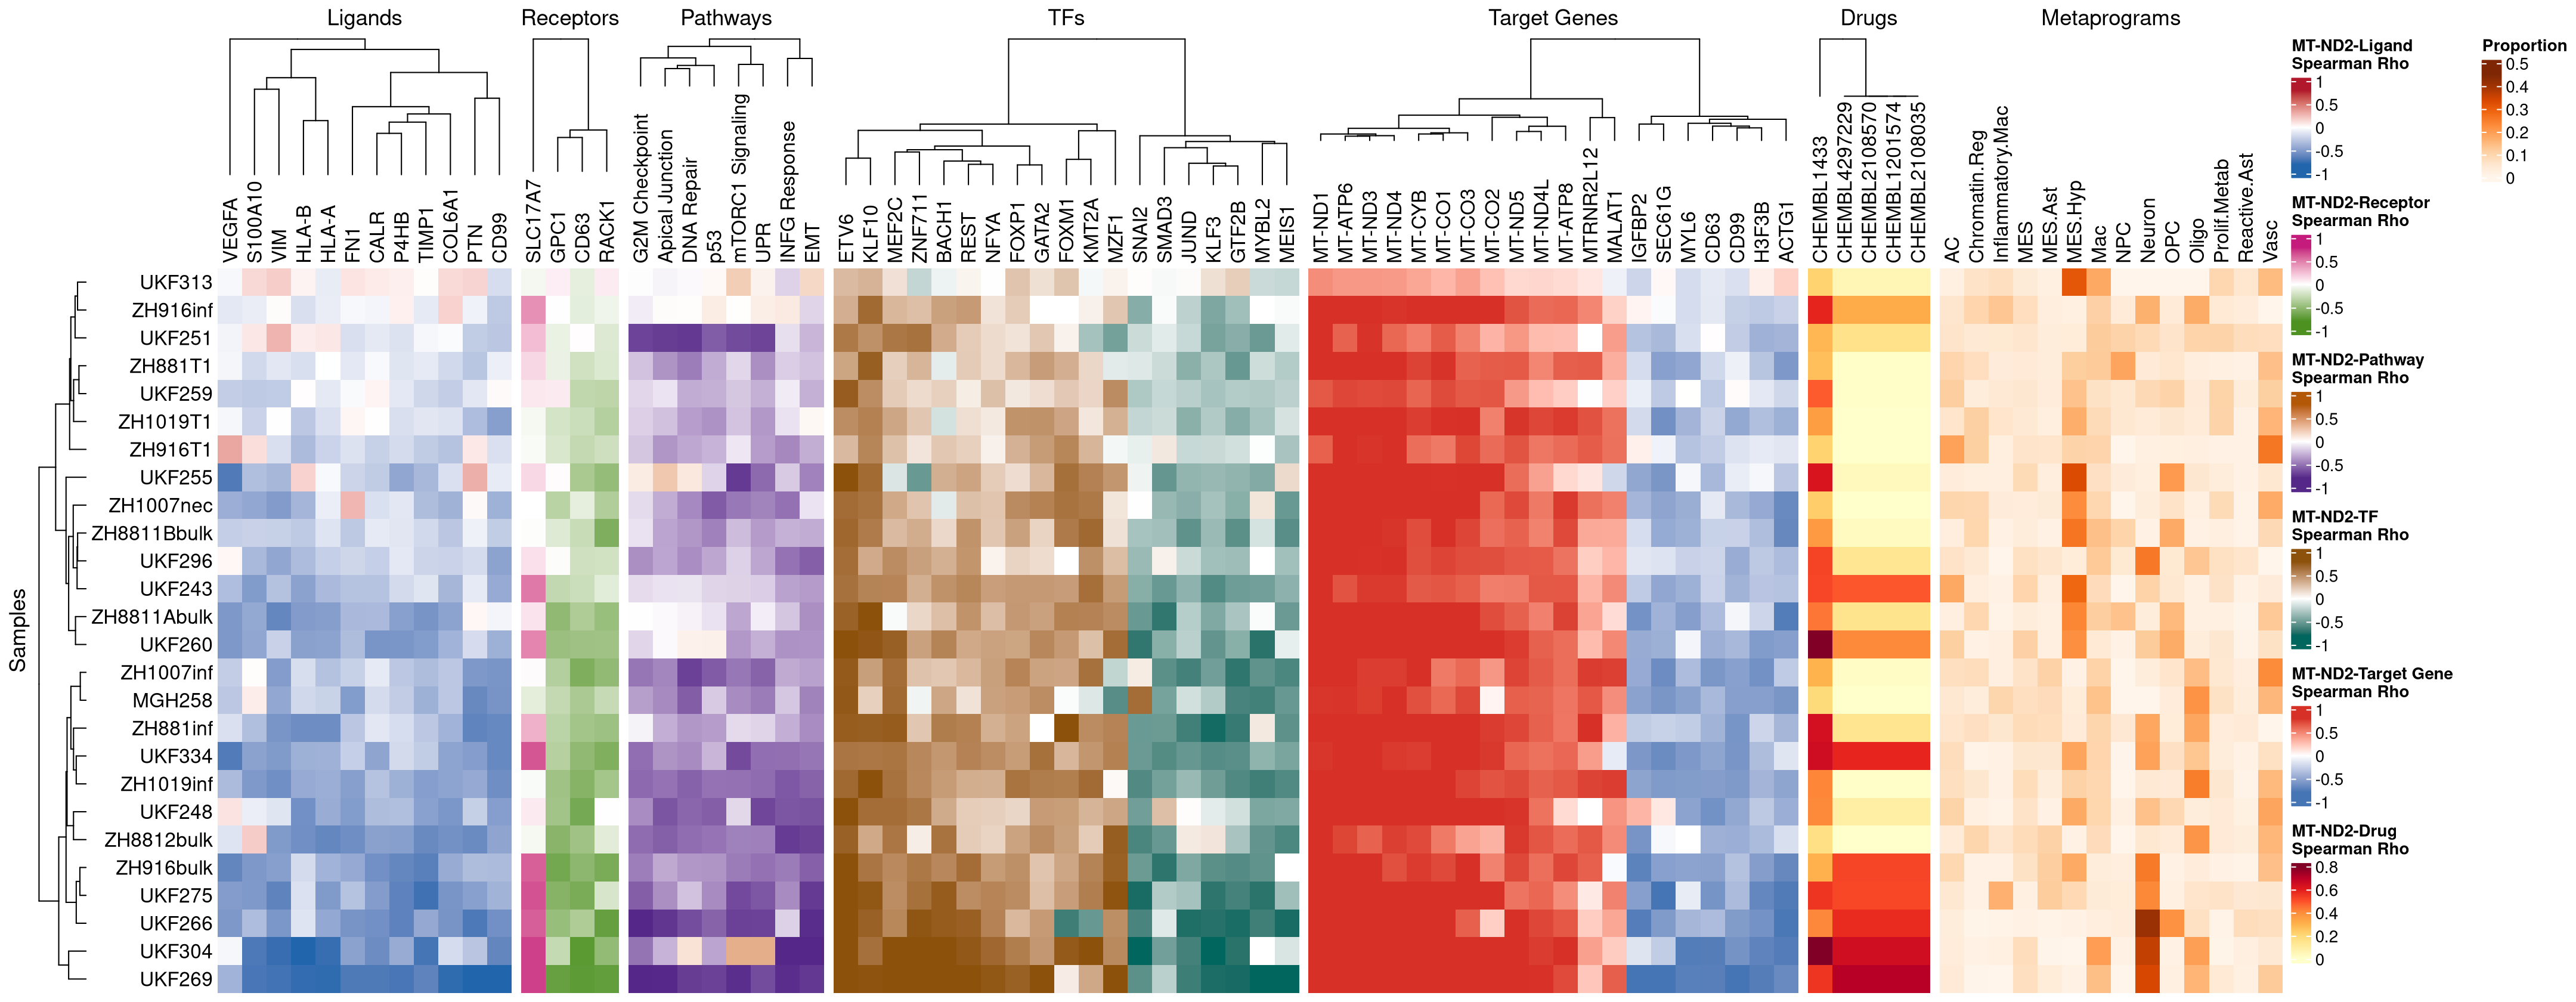 Ligands
Receptors
Pathways
TFs
Target Genes
Drugs
Metaprograms
VEGFA
S100A10
VIM
HLA-B
HLA-A
FN1
CALR
P4HB
TIMP1
COL6A1
PTN
CD99
SLC17A7
GPC1
CD63
RACK1
G2M Checkpoint
Apical Junction
DNA Repair
p53
mTORC1 Signaling
UPR
INFG Response
EMT
ETV6
KLF10
MEF2C
ZNF711
BACH1
REST
NFYA
FOXP1
GATA2
FOXM1
KMT2A
MZF1
SNAI2
SMAD3
JUND
KLF3
GTF2B
MYBL2
MEIS1
MT-ND1
MT-ATP6
MT-ND3
MT-ND4
MT-CYB
MT-CO1
MT-CO3
MT-CO2
MT-ND5
MT-ND4L
MT-ATP8
MTRNR2L12
MALAT1
IGFBP2
SEC61G
MYL6
CD63
CD99
H3F3B
ACTG1
CHEMBL1433
CHEMBL4297229
CHEMBL2108570
CHEMBL1201574
CHEMBL2108035
AC
Chromatin.Reg
Inflammatory.Mac
MES
MES.Ast
MES.Hyp
Mac
NPC
Neuron
OPC
Oligo
Prolif.Metab
Reactive.Ast
Vasc
Samples
UKF313
ZH916inf
UKF251
ZH881T1
UKF259
ZH1019T1
ZH916T1
UKF255
ZH1007nec
ZH8811Bbulk
UKF296
UKF243
ZH8811Abulk
UKF260
ZH1007inf
MGH258
ZH881inf
UKF334
ZH1019inf
UKF248
ZH8812bulk
ZH916bulk
UKF275
UKF266
UKF304
UKF269
MT-ND2-Ligand
Spearman Rho
1
0.5
0
-0.5
-1
MT-ND2-Receptor
Spearman Rho
1
0.5
0
-0.5
-1
MT-ND2-Pathway
Spearman Rho
1
0.5
0
-0.5
-1
MT-ND2-TF
Spearman Rho
1
0.5
0
-0.5
-1
MT-ND2-Target Gene
Spearman Rho
1
0.5
0
-0.5
-1
MT-ND2-Drug
Spearman Rho
0.8
0.6
0.4
0.2
0
Proportion
0.5
0.4
0.3
0.2
0.1
0